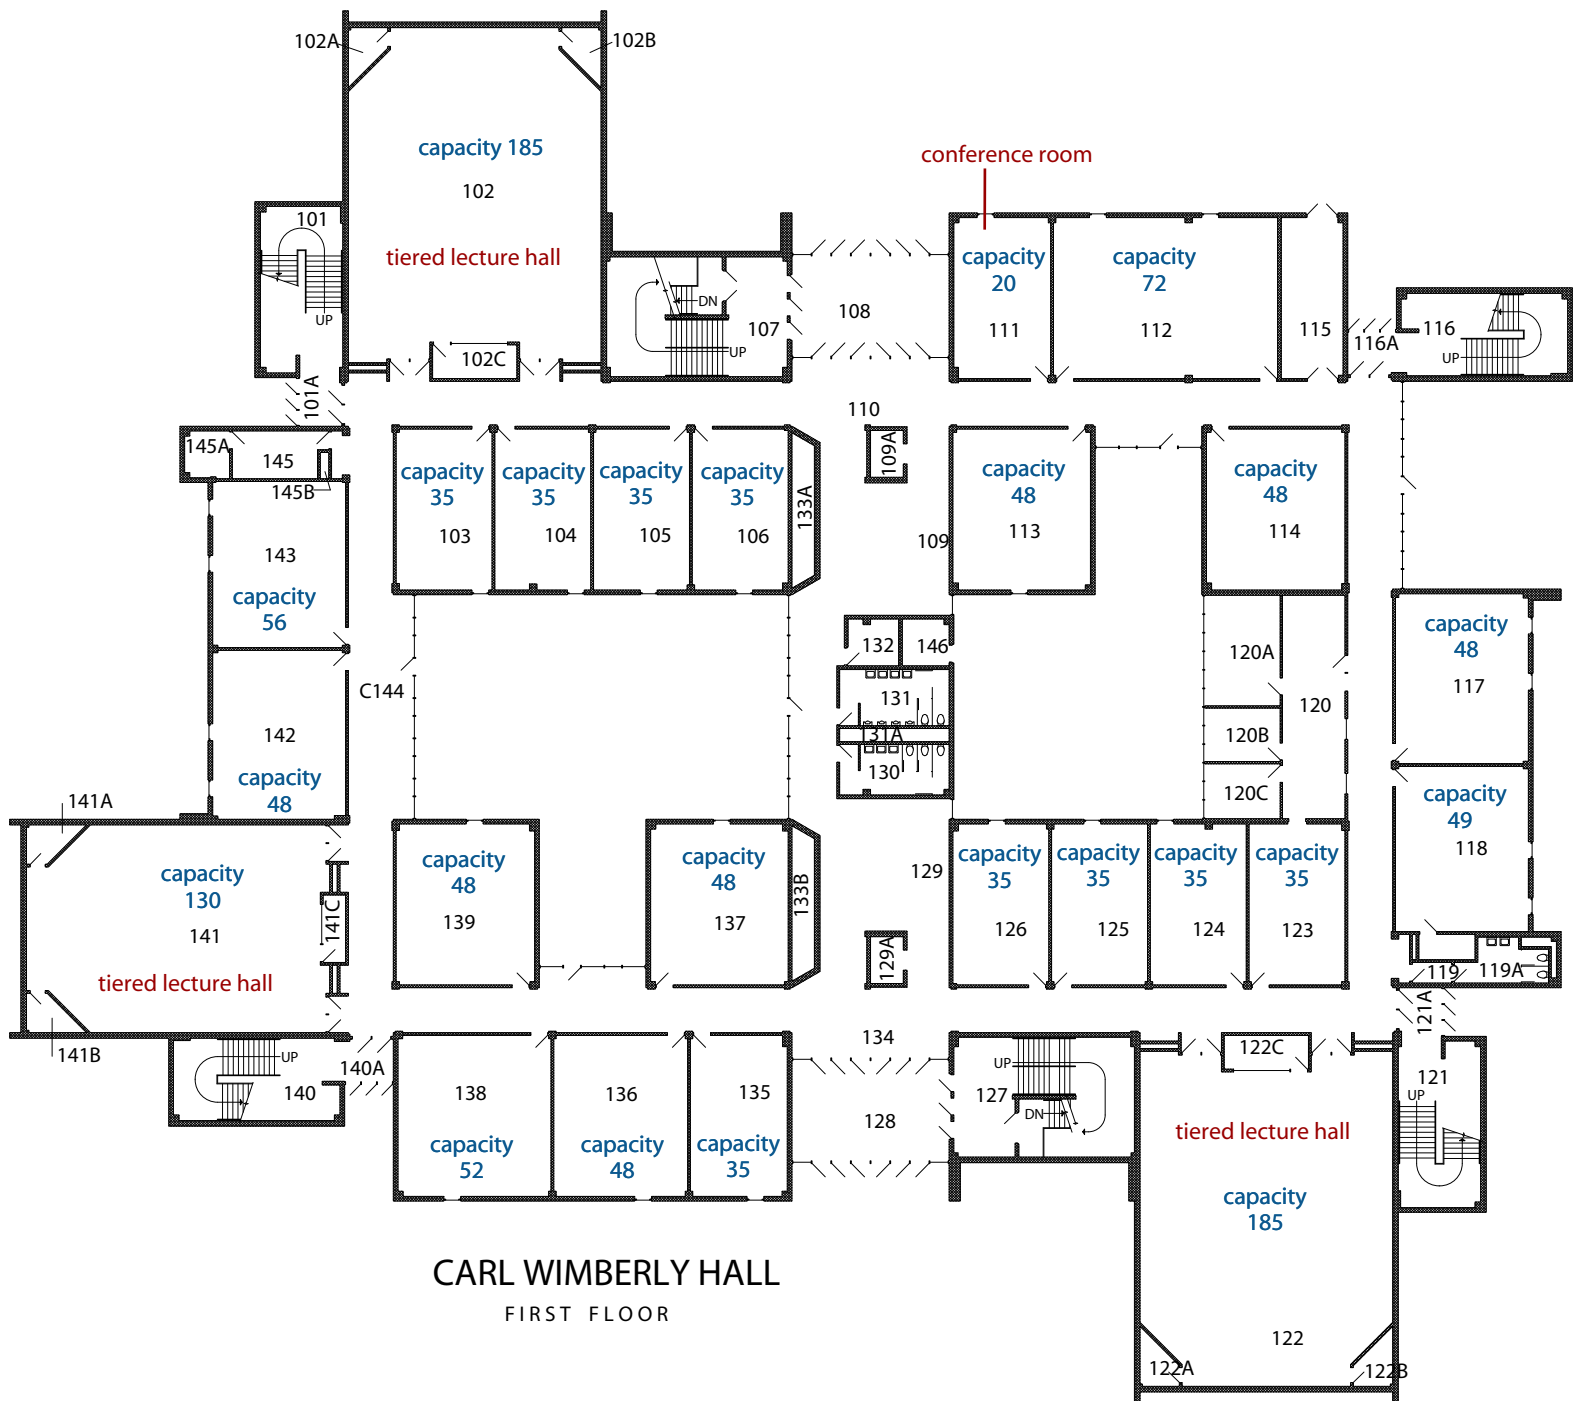 102A
102B
capacity 185
102
tiered lecture hall
conference room
101
UP
DN
107
UP
108
capacity
20
111
capacity
72
112
115
116A
116
UP
102C
101A
110
145A
145
145B
capacity
35
103
capacity
35
104
capacity
35
105
capacity
35
106
133A
109A
109
capacity
48
113
capacity
48
114
143
capacity
56
C144
142
capacity
48
132
146
131
131A
130
120A
120
120B
120C
capacity
48
117
capacity
49
118
141A
capacity
130
141
tiered lecture hall
141C
141B
capacity
48
139
capacity
48
137
133B
129
129A
capacity
35
126
capacity
35
125
capacity
35
124
capacity
35
123
119
119A
121A
UP
140
140A
138
capacity
52
136
capacity
48
135
capacity
35
134
128
UP
127
DN
122C
121
UP
tiered lecture hall
capacity
185
122
122A
122B
CARL WIMBERLY HALL
FIRST FLOOR